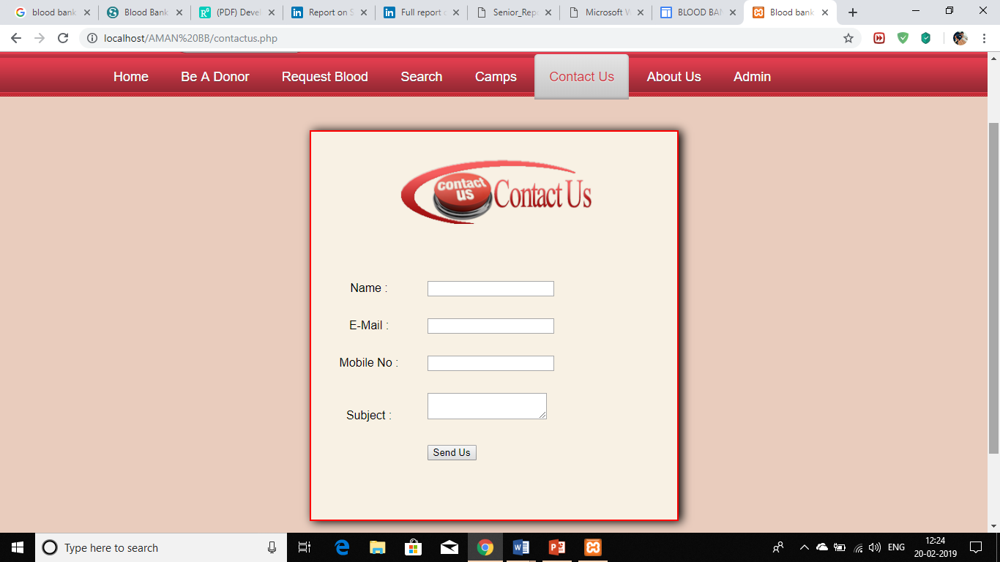 blood bank
Blood Bank
(PDF) Devel
Report on S
Full report o
Senior_Repo
Microsoft W
BLOOD BAN
Blood bank
localhost/AMAN%20BB/contactus.php
Home Be A Donor Request Blood Search Camps Contact Us About Us Admin
contact
us
Contact Us
Name :
E-Mail :
Mobile No :
Subject :
Send Us
Type here to search
ENG
12:24
20-02-2019